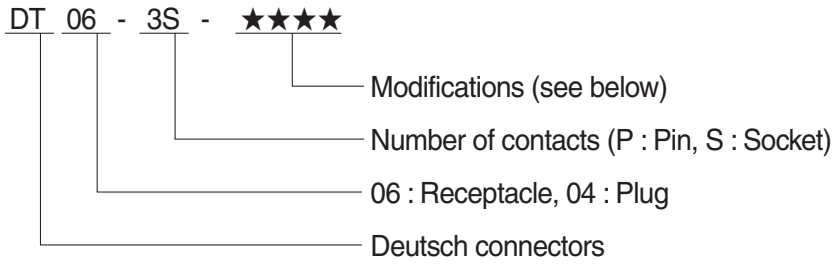 DT 06 - 3S - ★★★★
Modifications (see below)
Number of contacts (P : Pin, S : Socket)
06 : Receptacle, 04 : Plug
Deutsch connectors